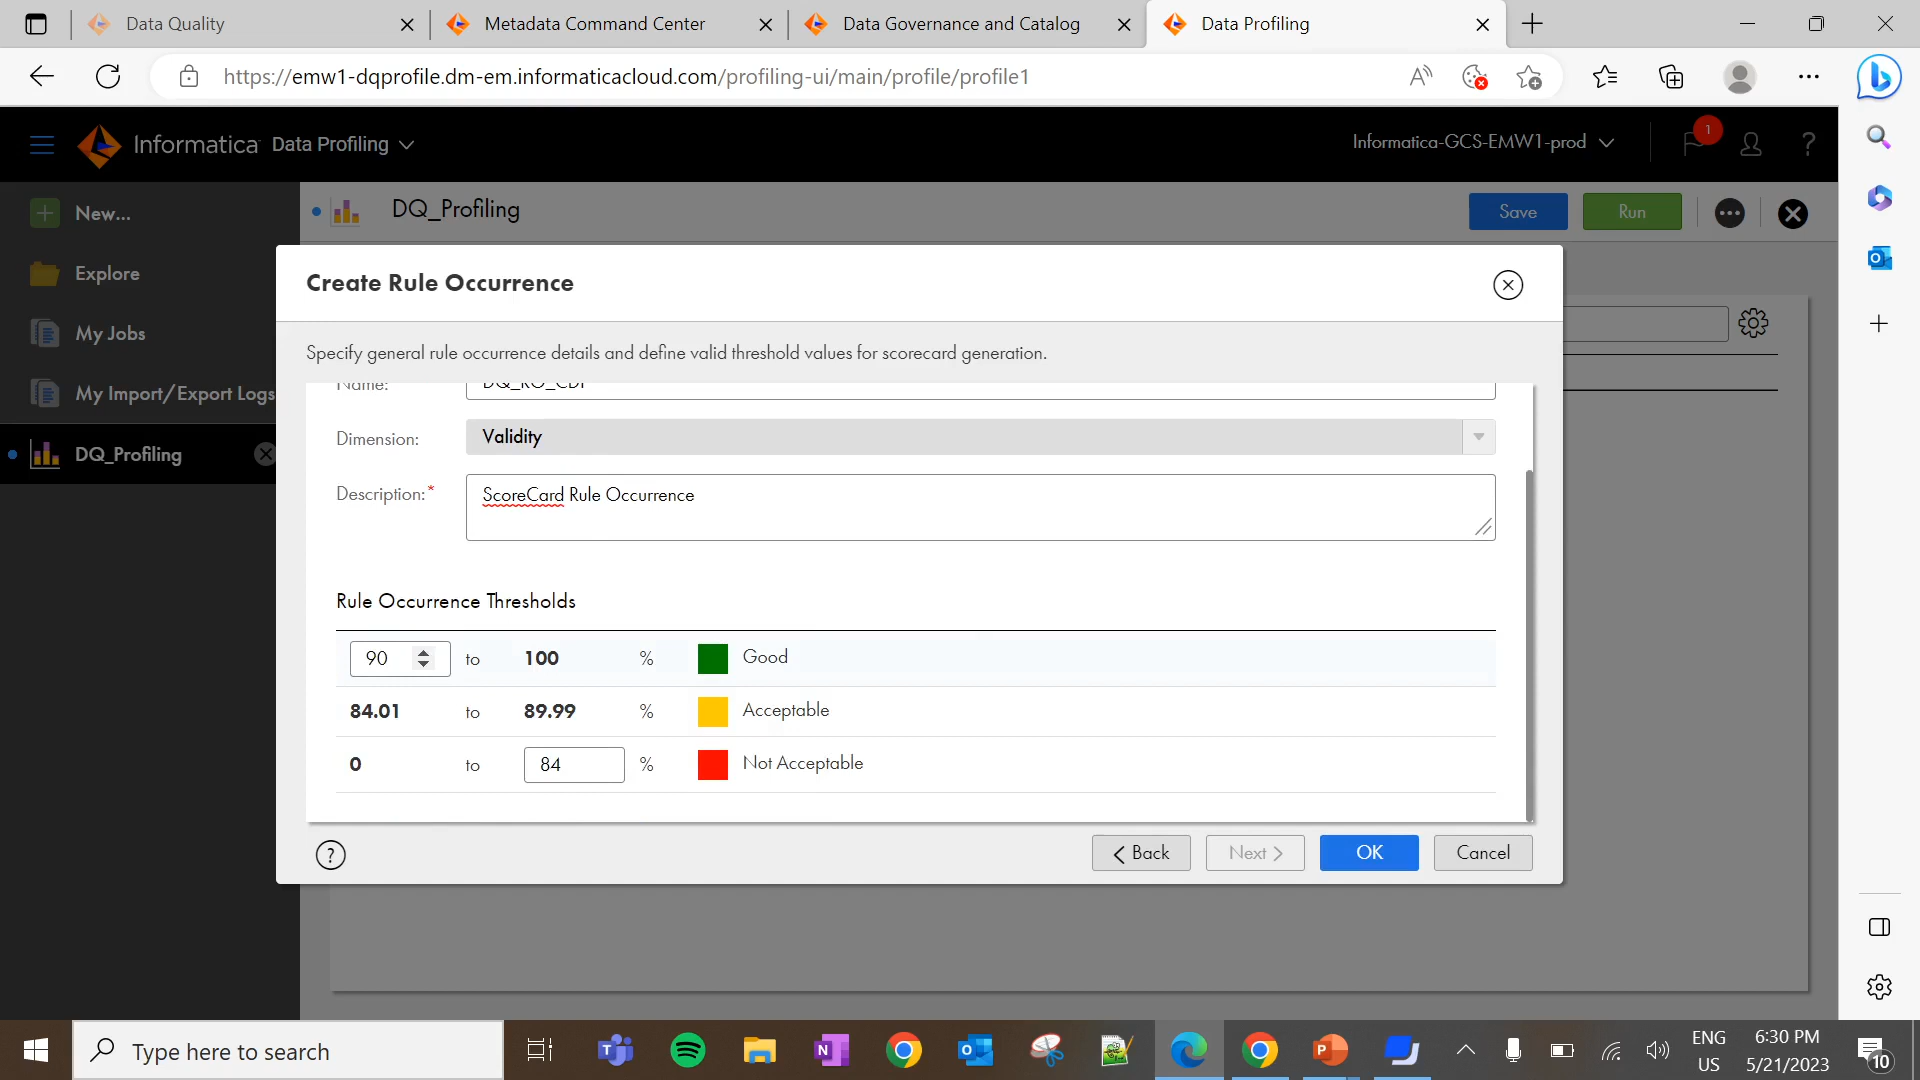 Data Quality
Metadata Command Center
Data Governance and Catalog
Data Profiling
https://emw1-dqprofile.dm-em.informaticacloud.com/profiling-ui/main/profile/profile1
Informatica Data Profiling
Informatica-GCS-EMW1-prod
1
?
New...
Explore
My Jobs
My Import/Export Logs
DQ_Profiling
DQ_Profiling
Save
Run
Create Rule Occurrence
Specify general rule occurrence details and define valid threshold values for scorecard generation.
Name:
Dimension: Validity
Description:* ScoreCard Rule Occurrence
Rule Occurrence Thresholds
90 to 100 % Good
84.01 to 89.99 % Acceptable
0 to 84 % Not Acceptable
?
Back
Next
OK
Cancel
Type here to search
ENG
US
6:30 PM
5/21/2023
10